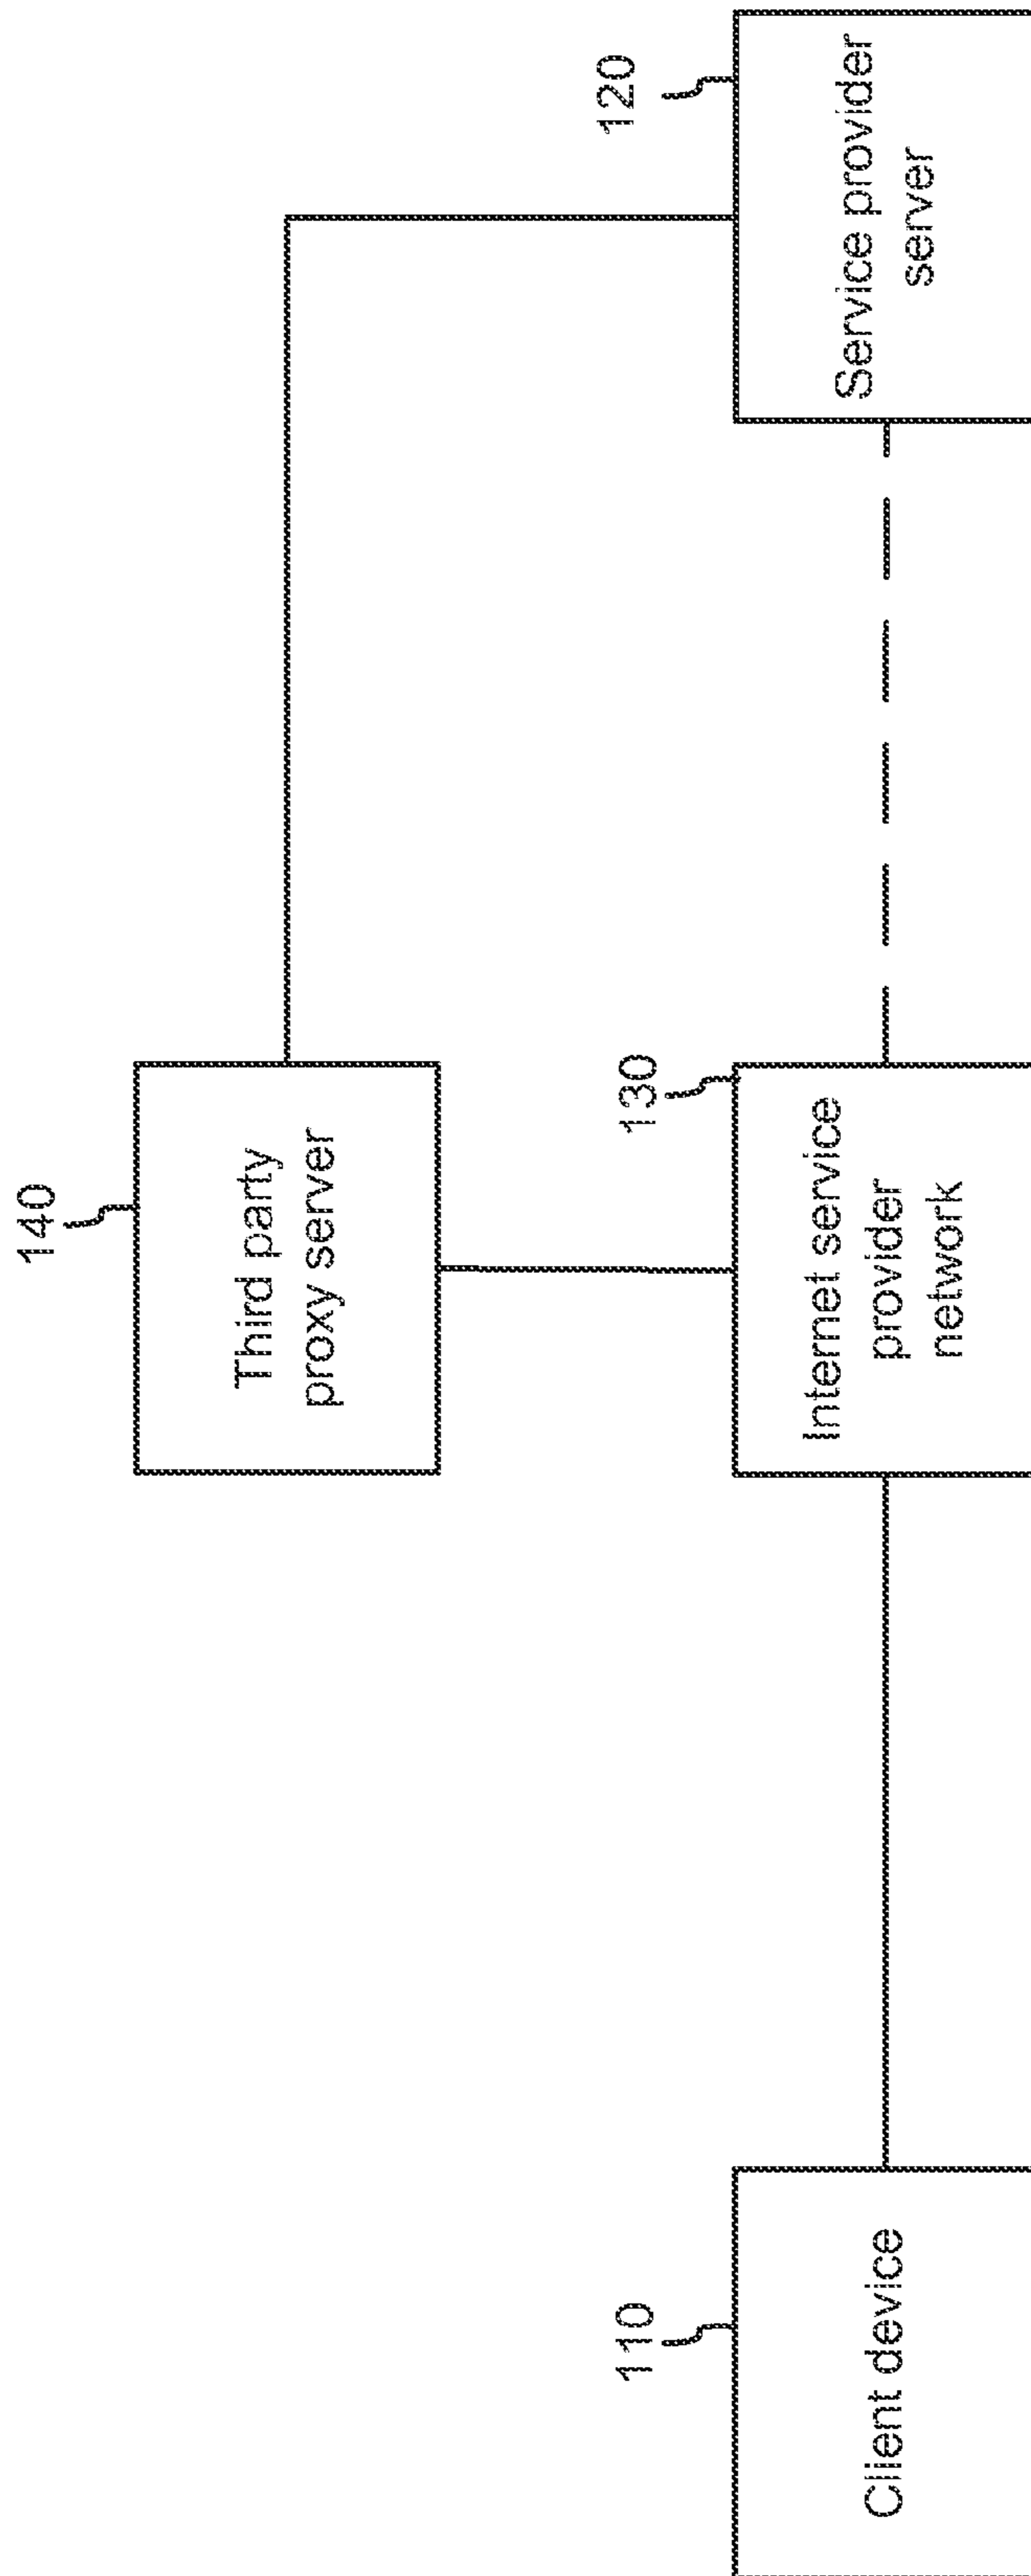 140
Third party
proxy server
120
Service provider
server
130
Internet service
provider
network
110
Client device